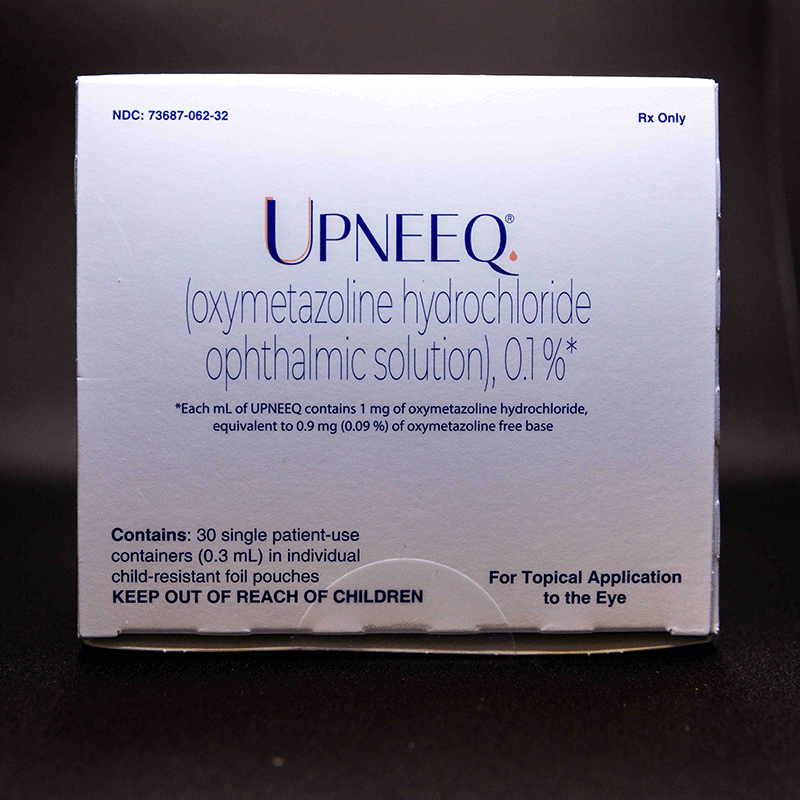 NDC: 73687-062-32
Rx Only
UPNEEQ®
(oxymetazoline hydrochloride
ophthalmic solution), 0.1%*
*Each mL of UPNEEQ contains 1 mg of oxymetazoline hydrochloride,
equivalent to 0.9 mg (0.09 %) of oxymetazoline free base
Contains: 30 single patient-use
containers (0.3 mL) in individual
child-resistant foil pouches
KEEP OUT OF REACH OF CHILDREN
For Topical Application
to the Eye